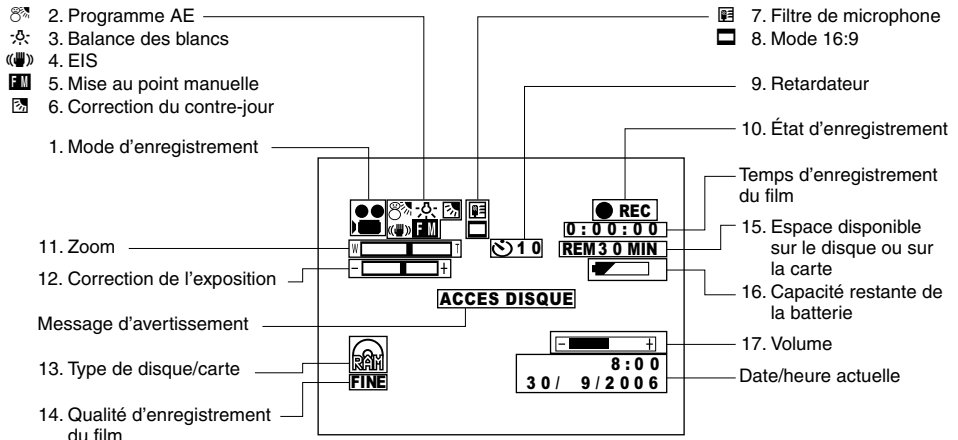 2. Programme AE
3. Balance des blancs
4. EIS
FM 5. Mise au point manuelle
6. Correction du contre-jour
7. Filtre de microphone
8. Mode 16:9
9. Retardateur
10. État d'enregistrement
1. Mode d'enregistrement
Temps d'enregistrement
du film
15. Espace disponible
sur le disque ou sur
la carte
16. Capacité restante de
la batterie
11. Zoom
12. Correction de l'exposition
Message d'avertissement
13. Type de disque/carte
14. Qualité d'enregistrement
du film
17. Volume
Date/heure actuelle
FM
REC
0:00:00
W T
10
REM30 MIN
- +
ACCES DISQUE
RAM
FINE
- +
8:00
30/ 9/2006